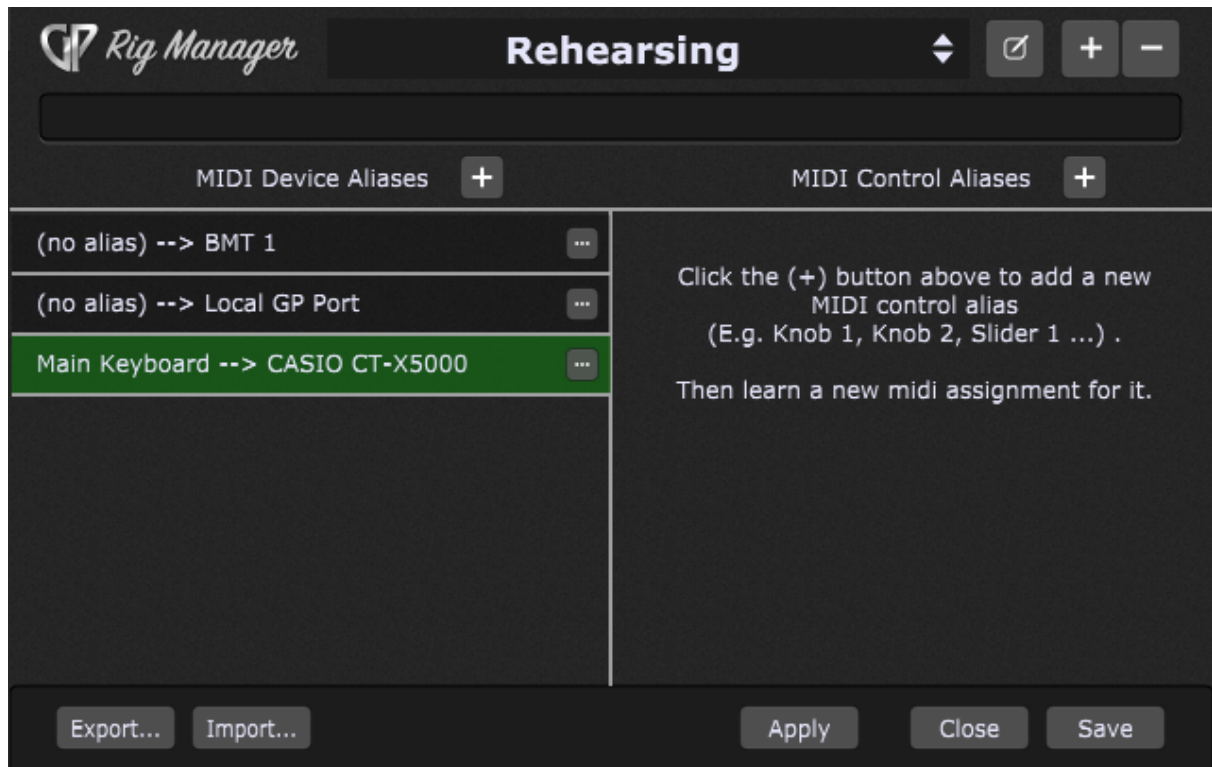 GP Rig Manager
Rehearsing
+
−
MIDI Device Aliases +
MIDI Control Aliases +
(no alias) --> BMT 1 ...
(no alias) --> Local GP Port ...
Main Keyboard --> CASIO CT-X5000 ...
Click the (+) button above to add a new
MIDI control alias
(E.g. Knob 1, Knob 2, Slider 1 ...) .
Then learn a new midi assignment for it.
Export...
Import...
Apply
Close
Save